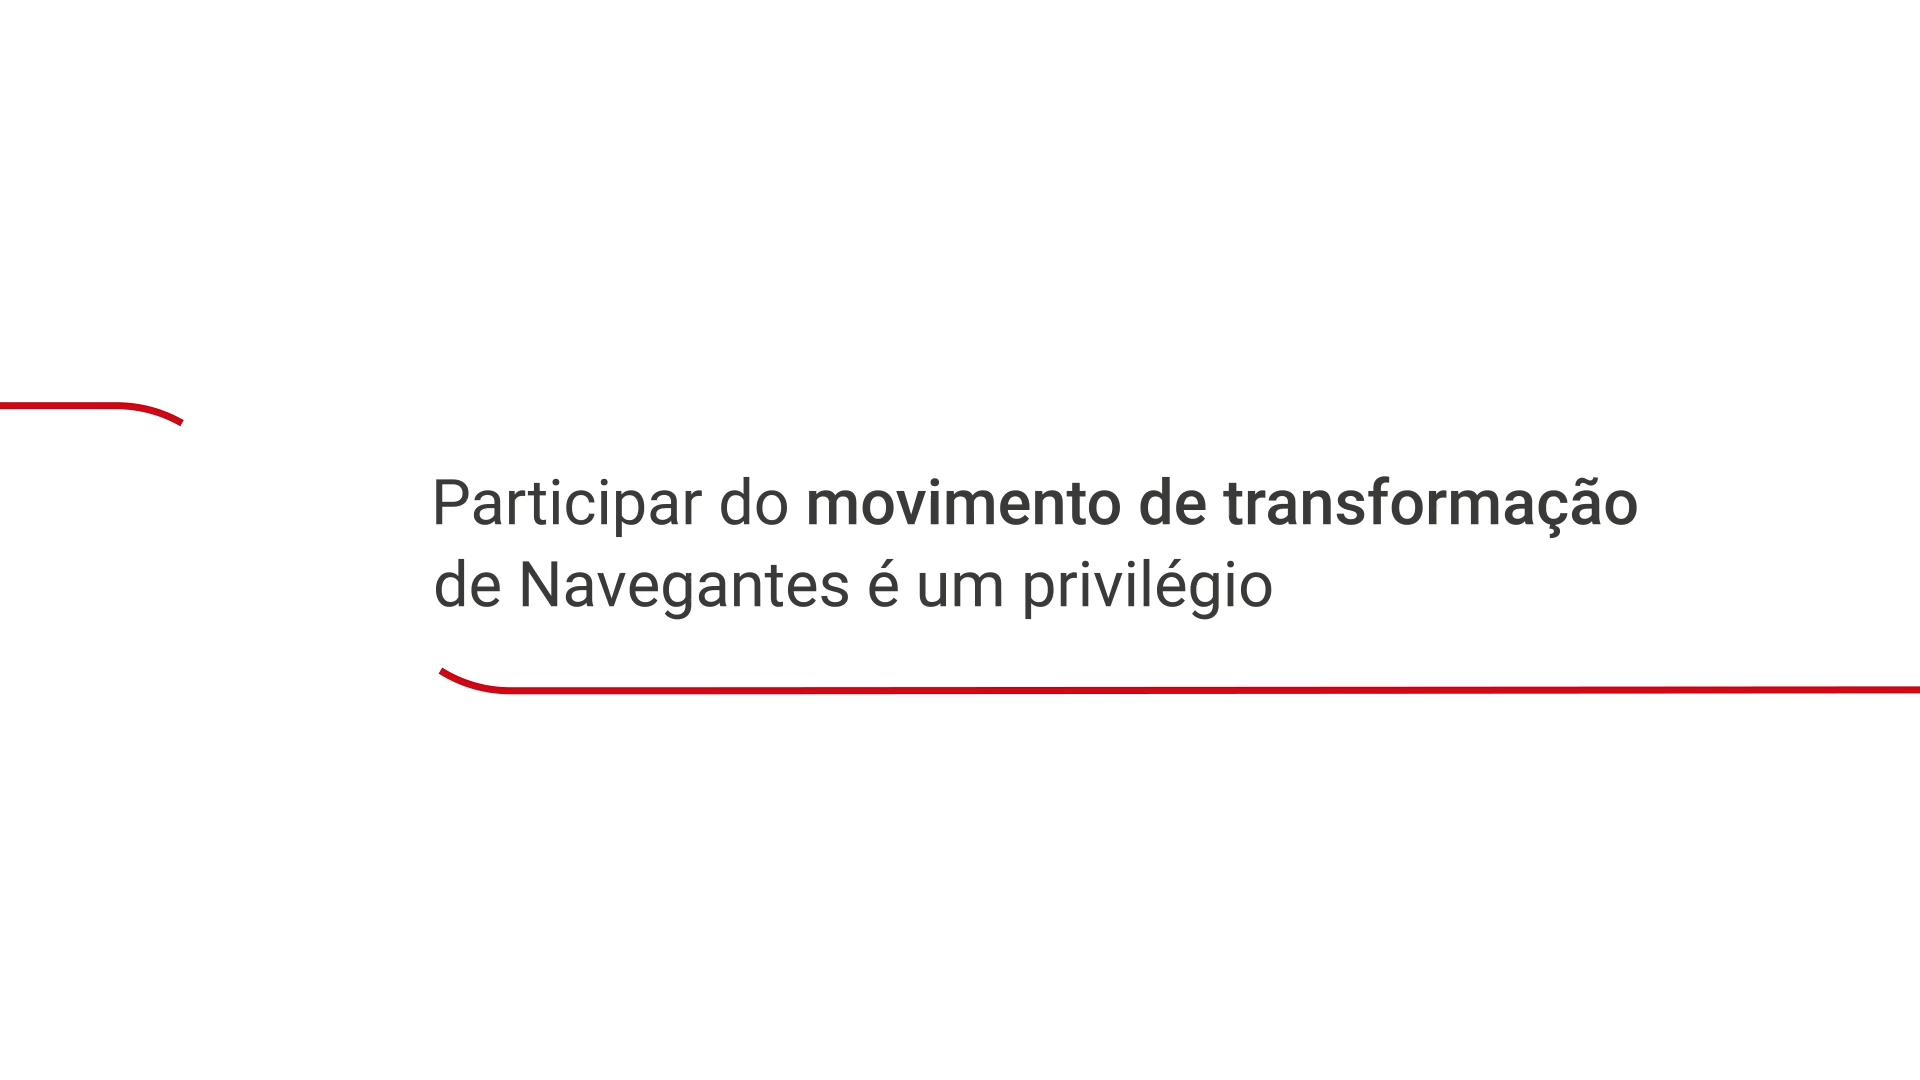 Participar do movimento de transformação
de Navegantes é um privilégio